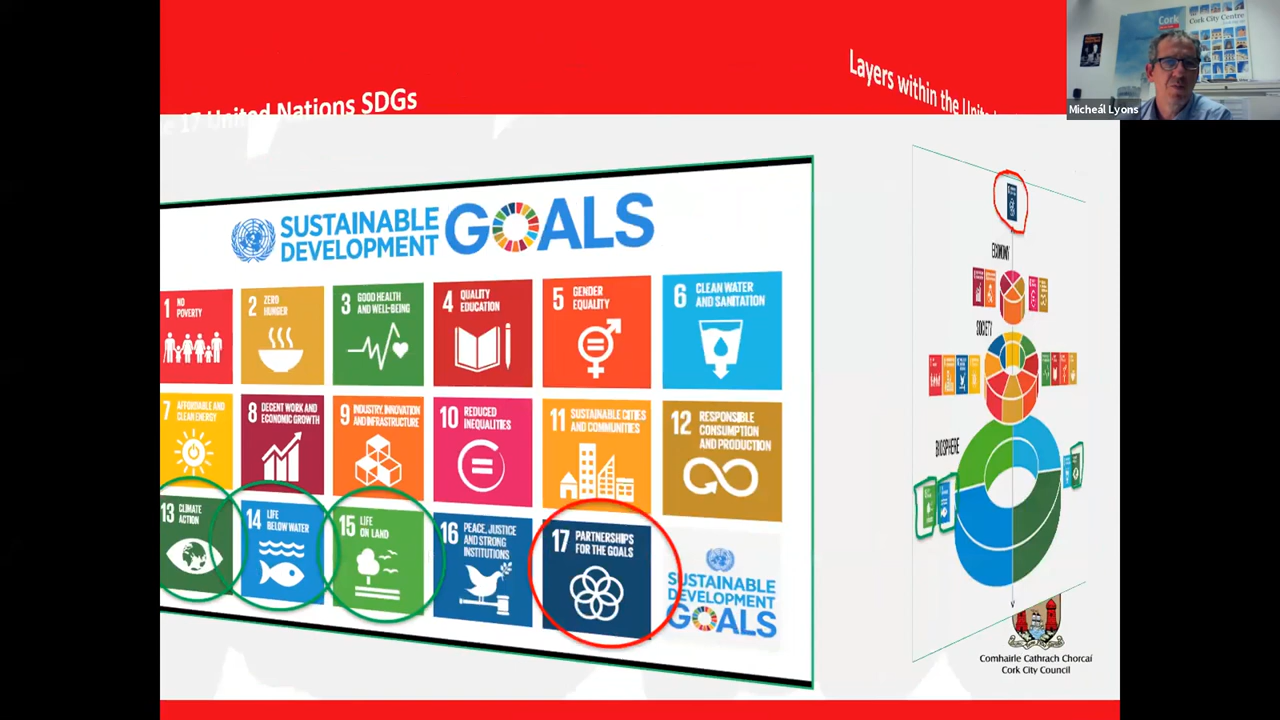 17 United Nations SDGs
Layers within the
Cork
Cork City Centre
Micheál Lyons
SUSTAINABLE
DEVELOPMENT
GOALS
1 NO
POVERTY
2 ZERO
HUNGER
3 GOOD HEALTH
AND WELL-BEING
4 QUALITY
EDUCATION
5 GENDER
EQUALITY
6 CLEAN WATER
AND SANITATION
7 AFFORDABLE AND
CLEAN ENERGY
8 DECENT WORK AND
ECONOMIC GROWTH
9 INDUSTRY, INNOVATION
AND INFRASTRUCTURE
10 REDUCED
INEQUALITIES
11 SUSTAINABLE CITIES
AND COMMUNITIES
12 RESPONSIBLE
CONSUMPTION
AND PRODUCTION
13 CLIMATE
ACTION
14 LIFE
BELOW WATER
15 LIFE
ON LAND
16 PEACE, JUSTICE
AND STRONG
INSTITUTIONS
17 PARTNERSHIPS
FOR THE GOALS
SUSTAINABLE
DEVELOPMENT
GOALS
ECONOMY
SOCIETY
BIOSPHERE
Comhairle Cathrach Chorcaí
Cork City Council